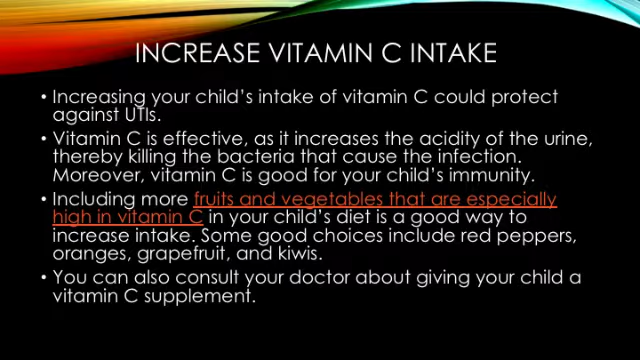 INCREASE VITAMIN C INTAKE
• Increasing your child's intake of vitamin C could protect
against UTIs.
• Vitamin C is effective, as it increases the acidity of the urine,
thereby killing the bacteria that cause the infection.
Moreover, vitamin C is good for your child's immunity.
• Including more fruits and vegetables that are especially
high in vitamin C in your child's diet is a good way to
increase intake. Some good choices include red peppers,
oranges, grapefruit, and kiwis.
• You can also consult your doctor about giving your child a
vitamin C supplement.